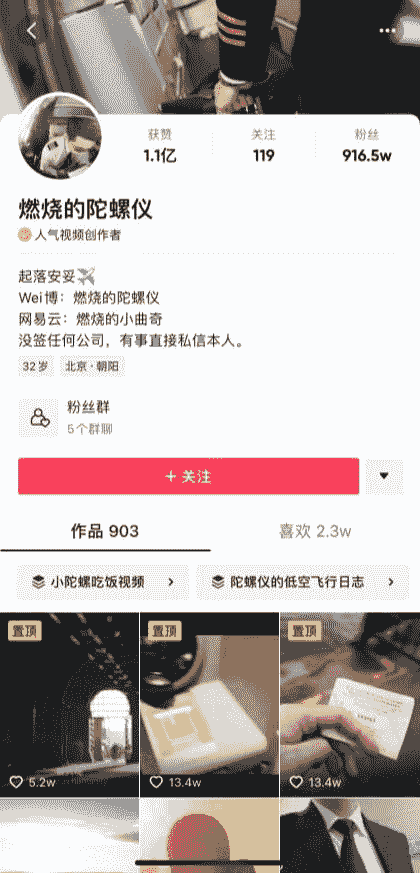 获赞 关注 粉丝
1.1亿 119 916.5w
燃烧的陀螺仪
人气视频创作者
起落安妥✈️
Wei博：燃烧的陀螺仪
网易云：燃烧的小曲奇
没签任何公司，有事直接私信本人。
32岁 北京·朝阳
粉丝群
5个群聊
+ 关注
作品 903 喜欢 2.3w
小陀螺吃饭视频 陀螺仪的低空飞行日志
置顶 置顶 置顶
5.2w 13.4w 13.4w